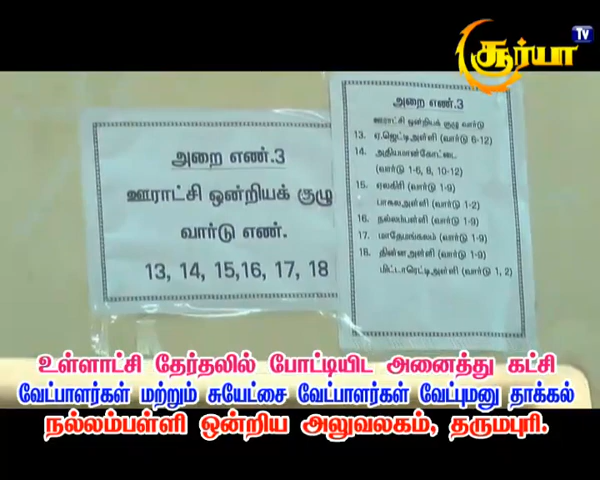 சூர்யா TV
அறை எண்.3
ஊராட்சி ஒன்றியக் குழு
வார்டு எண்.
13, 14, 15,16, 17, 18
அறை எண்.3
ஊராட்சி ஒன்றியக் குழு வார்டு
13. ஏ.ஜெட்டிஅள்ளி (வார்டு 6-12)
14. அதியமான்கோட்டை
(வார்டு 1-6, 8, 10-12)
15. ஏலகிரி (வார்டு 1-9)
பாகலஅள்ளி (வார்டு 1-2)
16. நல்லம்பள்ளி (வார்டு 1-9)
17. மாதேமங்கலம் (வார்டு 1-9)
18. தின்னஅள்ளி (வார்டு 1-9)
மிட்டாரெட்டிஅள்ளி (வார்டு 1, 2)
உள்ளாட்சி தேர்தலில் போட்டியிட அனைத்து கட்சி
வேட்பாளர்கள் மற்றும் சுயேட்சை வேட்பாளர்கள் வேட்புமனு தாக்கல்
நல்லம்பள்ளி ஒன்றிய அலுவலகம், தருமபுரி.